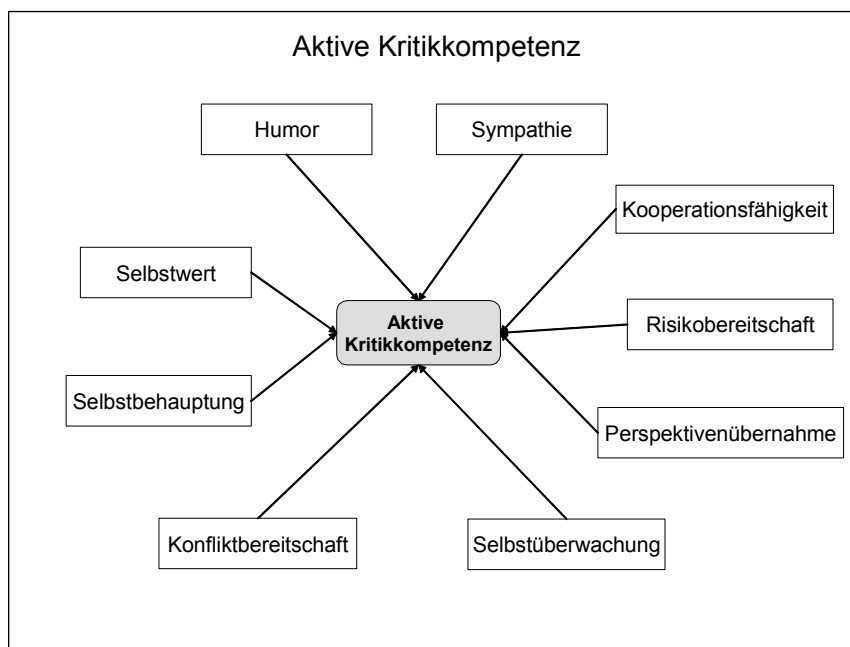 Aktive Kritikkompetenz
Humor
Sympathie
Kooperationsfähigkeit
Selbstwert
Aktive
Kritikkompetenz
Risikobereitschaft
Selbstbehauptung
Perspektivenübernahme
Konfliktbereitschaft
Selbstüberwachung